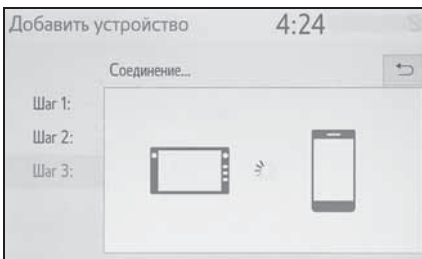 Добавить устройство 4:24
Соединение...
Шаг 1:
Шаг 2:
Шаг 3: